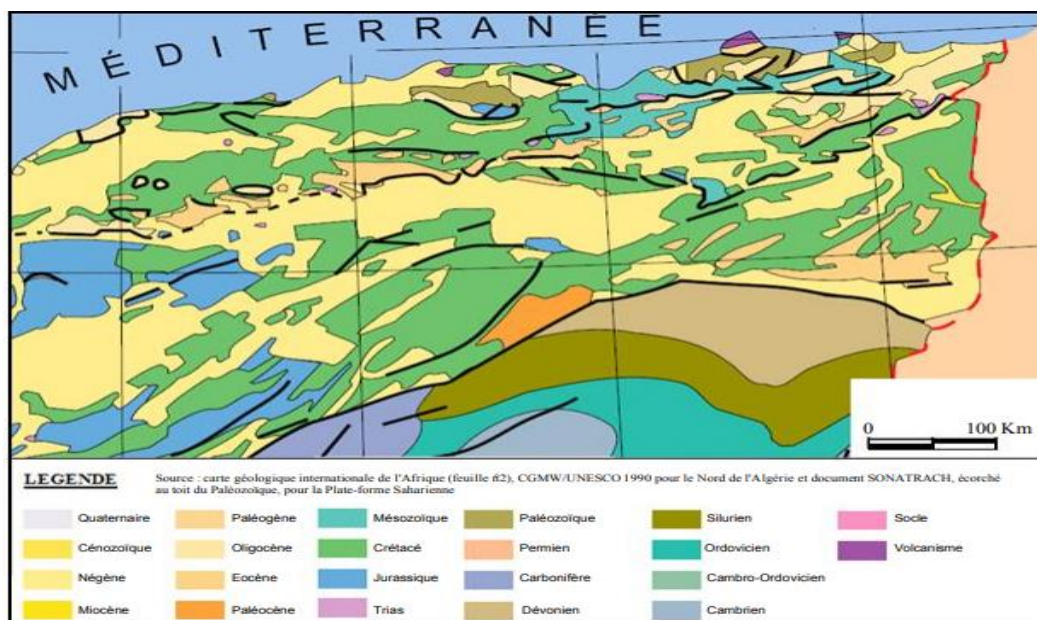 MÉDITERRANÉE
0 100 Km
LEGENDE
Source : carte géologique internationale de l'Afrique (feuille n2), CGMW/UNESCO 1990 pour le Nord de l'Algérie et document SONATRACH, écorché
au toit du Paléozoïque, pour la Plate-forme Saharienne
Quaternaire Paléogène Mésozoïque Paléozoïque Silurien Socle
Cénozoïque Oligocène Crétacé Permien Ordovicien Volcanisme
Négène Eocène Jurassique Carbonifère Cambro-Ordovicien
Miocène Paléocène Trias Dévonien Cambrien